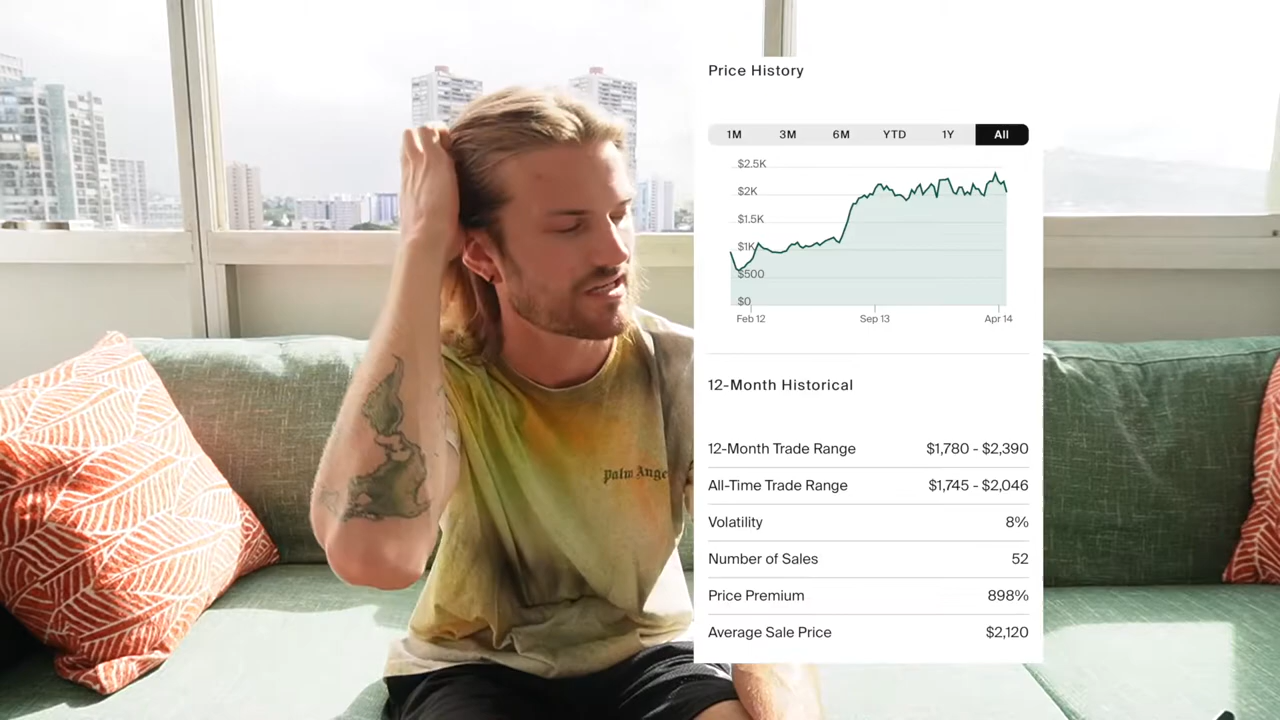 Price History
1M 3M 6M YTD 1Y All
$2.5K
$2K
$1.5K
$1K
$500
$0
Feb 12 Sep 13 Apr 14
12-Month Historical
12-Month Trade Range $1,780 - $2,390
All-Time Trade Range $1,745 - $2,046
Volatility 8%
Number of Sales 52
Price Premium 898%
Average Sale Price $2,120
Palm Ange